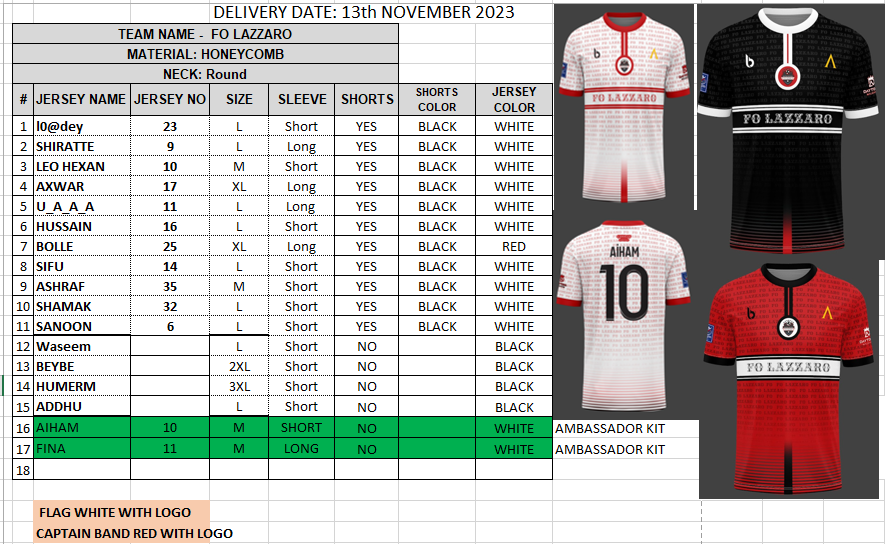 DELIVERY DATE: 13th NOVEMBER 2023
TEAM NAME - FO LAZZARO
MATERIAL: HONEYCOMB
NECK: Round
# JERSEY NAME JERSEY NO SIZE SLEEVE SHORTS SHORTS COLOR JERSEY COLOR
1 l0@dey 23 L Short YES BLACK WHITE
2 SHIRATTE 9 L Long YES BLACK WHITE
3 LEO HEXAN 10 M Short YES BLACK WHITE
4 AXWAR 17 XL Long YES BLACK WHITE
5 U_A_A_A 11 L Long YES BLACK WHITE
6 HUSSAIN 16 L Short YES BLACK WHITE
7 BOLLE 25 XL Long YES BLACK RED
8 SIFU 14 L Short YES BLACK WHITE
9 ASHRAF 35 M Short YES BLACK WHITE
10 SHAMAK 32 L Short YES BLACK WHITE
11 SANOON 6 L Short YES BLACK WHITE
12 Waseem L Short NO BLACK
13 BEYBE 2XL Short NO BLACK
14 HUMERM 3XL Short NO BLACK
15 ADDHU L Short NO BLACK
16 AIHAM 10 M SHORT NO WHITE AMBASSADOR KIT
17 FINA 11 M LONG NO WHITE AMBASSADOR KIT
18
FLAG WHITE WITH LOGO
CAPTAIN BAND RED WITH LOGO
FO LAZZARO
FO LAZZARO
AİHAM
10
FO LAZZARO